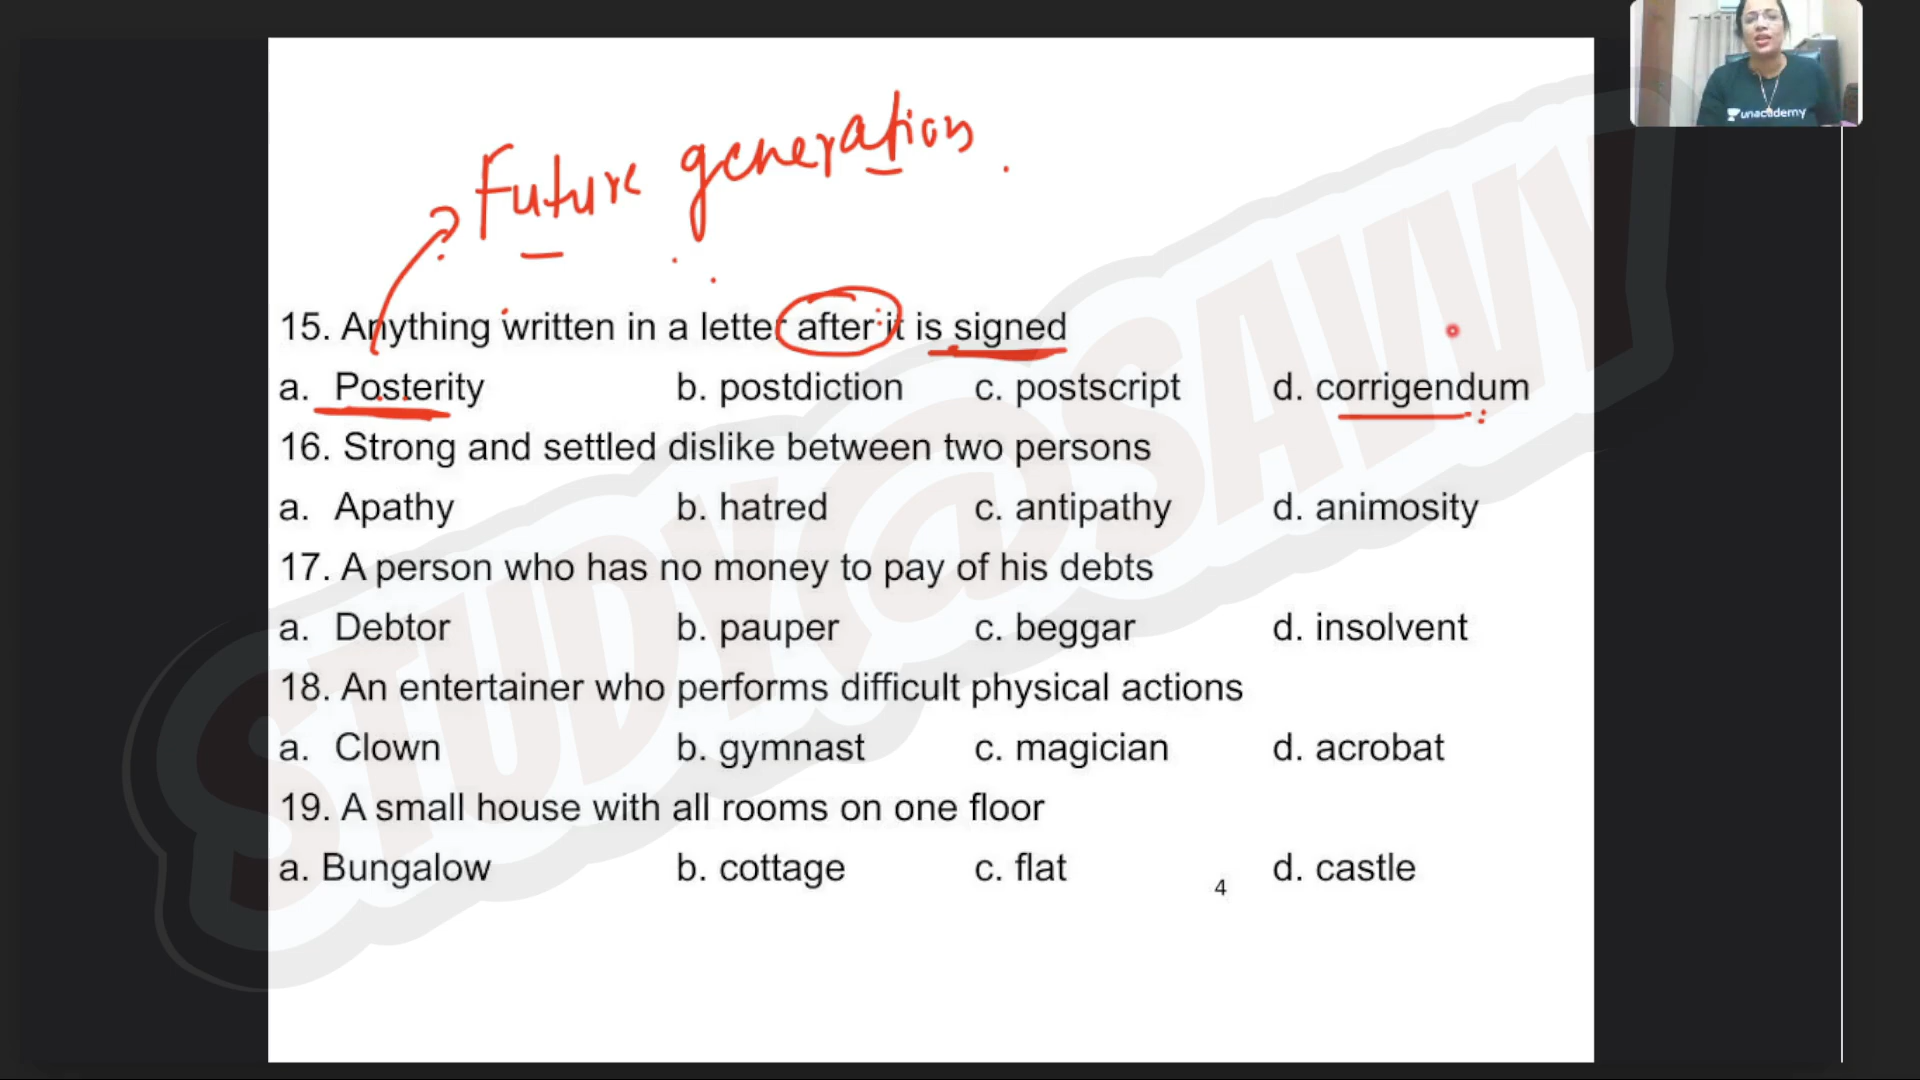 unacademy
Future generation.
15. Anything written in a letter after it is signed
a. Posterity b. postdiction c. postscript d. corrigendum
16. Strong and settled dislike between two persons
a. Apathy b. hatred c. antipathy d. animosity
17. A person who has no money to pay of his debts
a. Debtor b. pauper c. beggar d. insolvent
18. An entertainer who performs difficult physical actions
a. Clown b. gymnast c. magician d. acrobat
19. A small house with all rooms on one floor
a. Bungalow b. cottage c. flat d. castle
4
STUDY@SAVVY